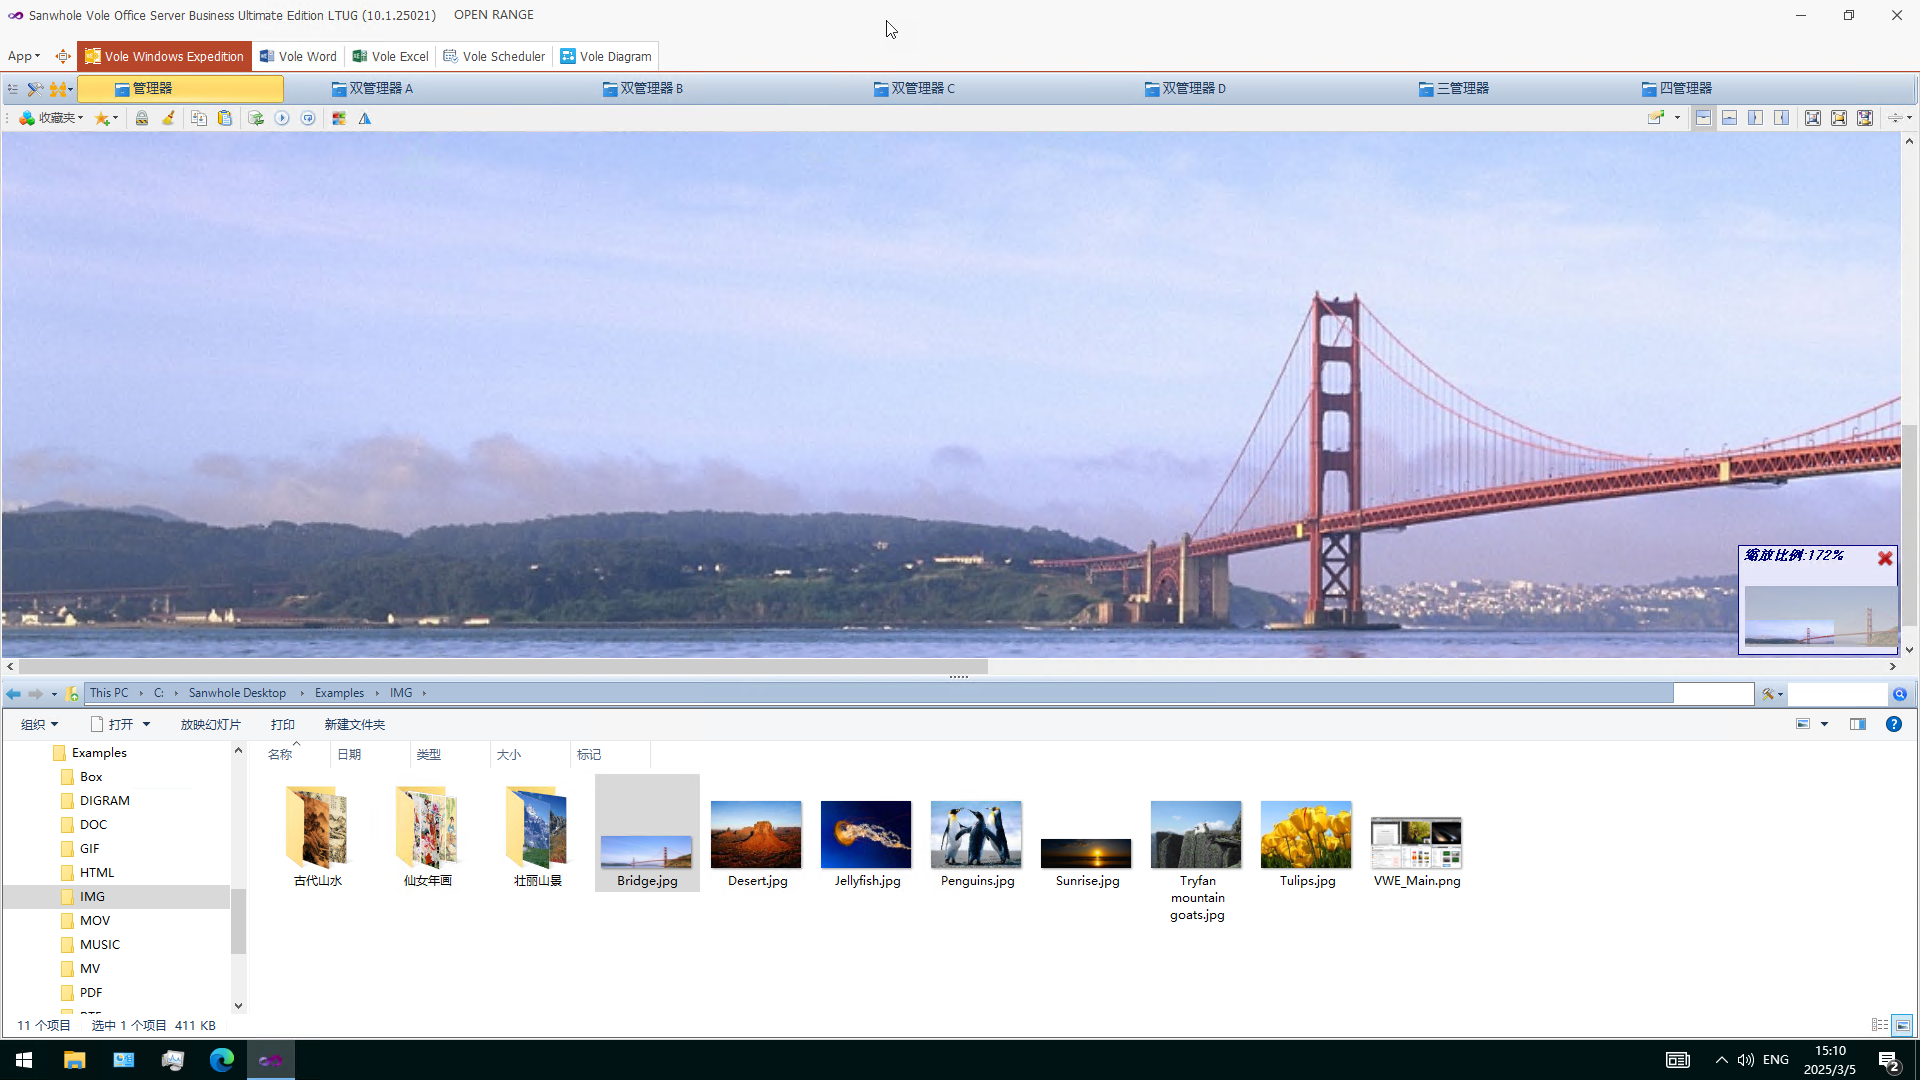 Sanwhole Vole Office Server Business Ultimate Edition LTUG (10.1.25021) OPEN RANGE
App Vole Windows Expedition Vole Word Vole Excel Vole Scheduler Vole Diagram
管理器 双管理器 A 双管理器 B 双管理器 C 双管理器 D 三管理器 四管理器
收藏夹
缩放比例:172%
This PC C: Sanwhole Desktop Examples IMG
组织 打开 放映幻灯片 打印 新建文件夹
名称 日期 类型 大小 标记
Examples
Box
DIGRAM
DOC
GIF
HTML
IMG
MOV
MUSIC
MV
PDF
古代山水 仙女年画 壮丽山景 Bridge.jpg Desert.jpg Jellyfish.jpg Penguins.jpg Sunrise.jpg Tryfan mountain goats.jpg Tulips.jpg VWE_Main.png
11 个项目 选中 1 个项目 411 KB
ENG
15:10
2025/3/5
2